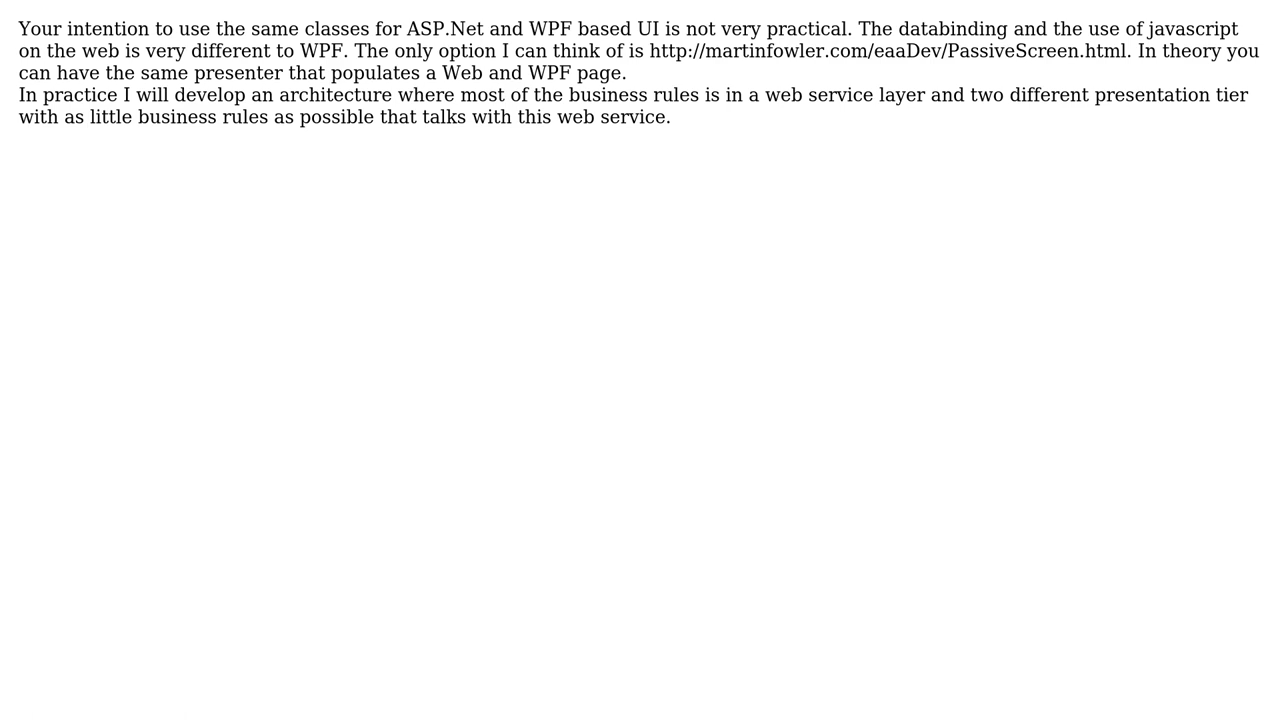 Your intention to use the same classes for ASP.Net and WPF based UI is not very practical. The databinding and the use of javascript
on the web is very different to WPF. The only option I can think of is http://martinfowler.com/eaaDev/PassiveScreen.html. In theory you
can have the same presenter that populates a Web and WPF page.
In practice I will develop an architecture where most of the business rules is in a web service layer and two different presentation tier
with as little business rules as possible that talks with this web service.